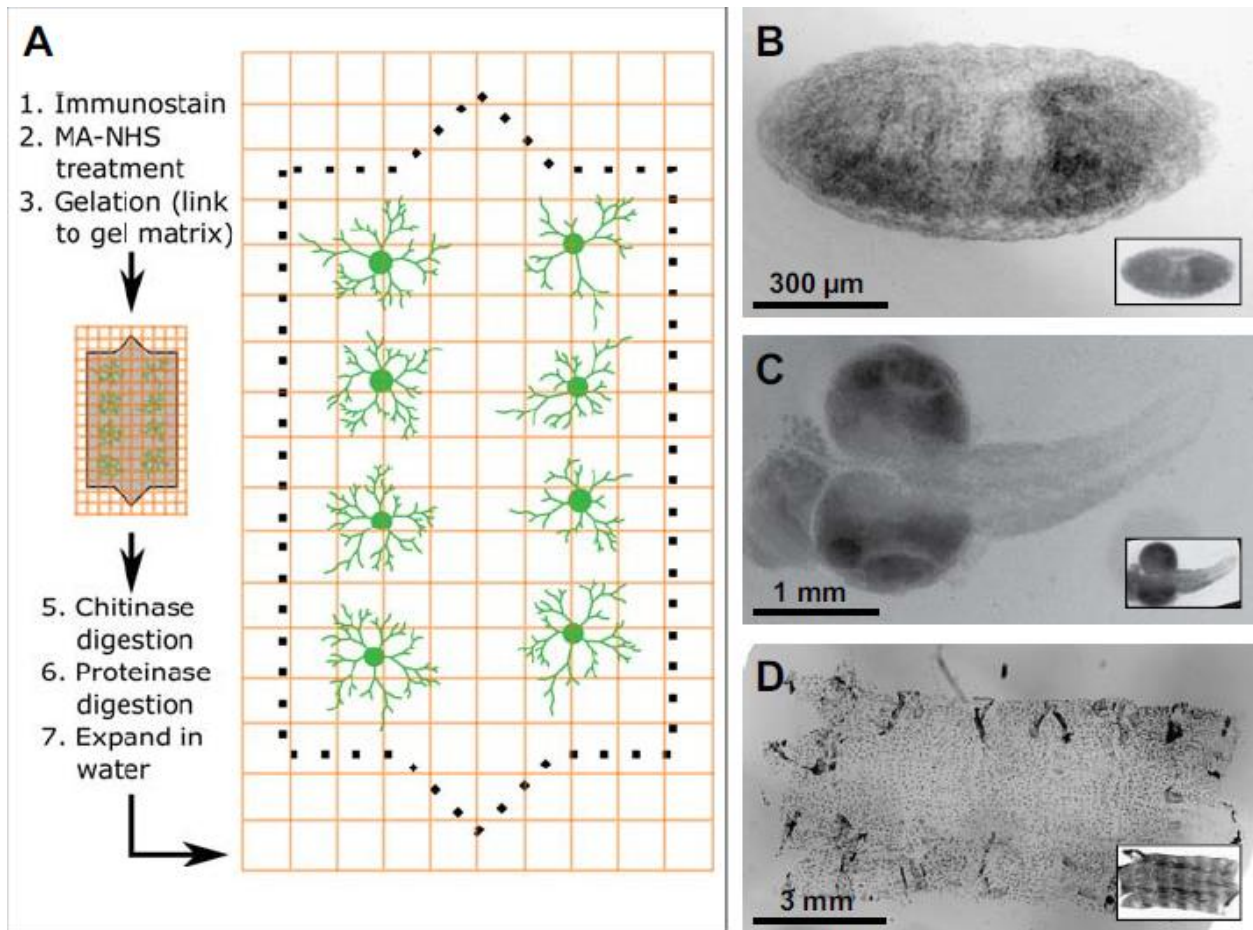 A
1. Immunostain
2. MA-NHS
treatment
3. Gelation (link
to gel matrix)
5. Chitinase
digestion
6. Proteinase
digestion
7. Expand in
water
B
300 µm
C
1 mm
D
3 mm